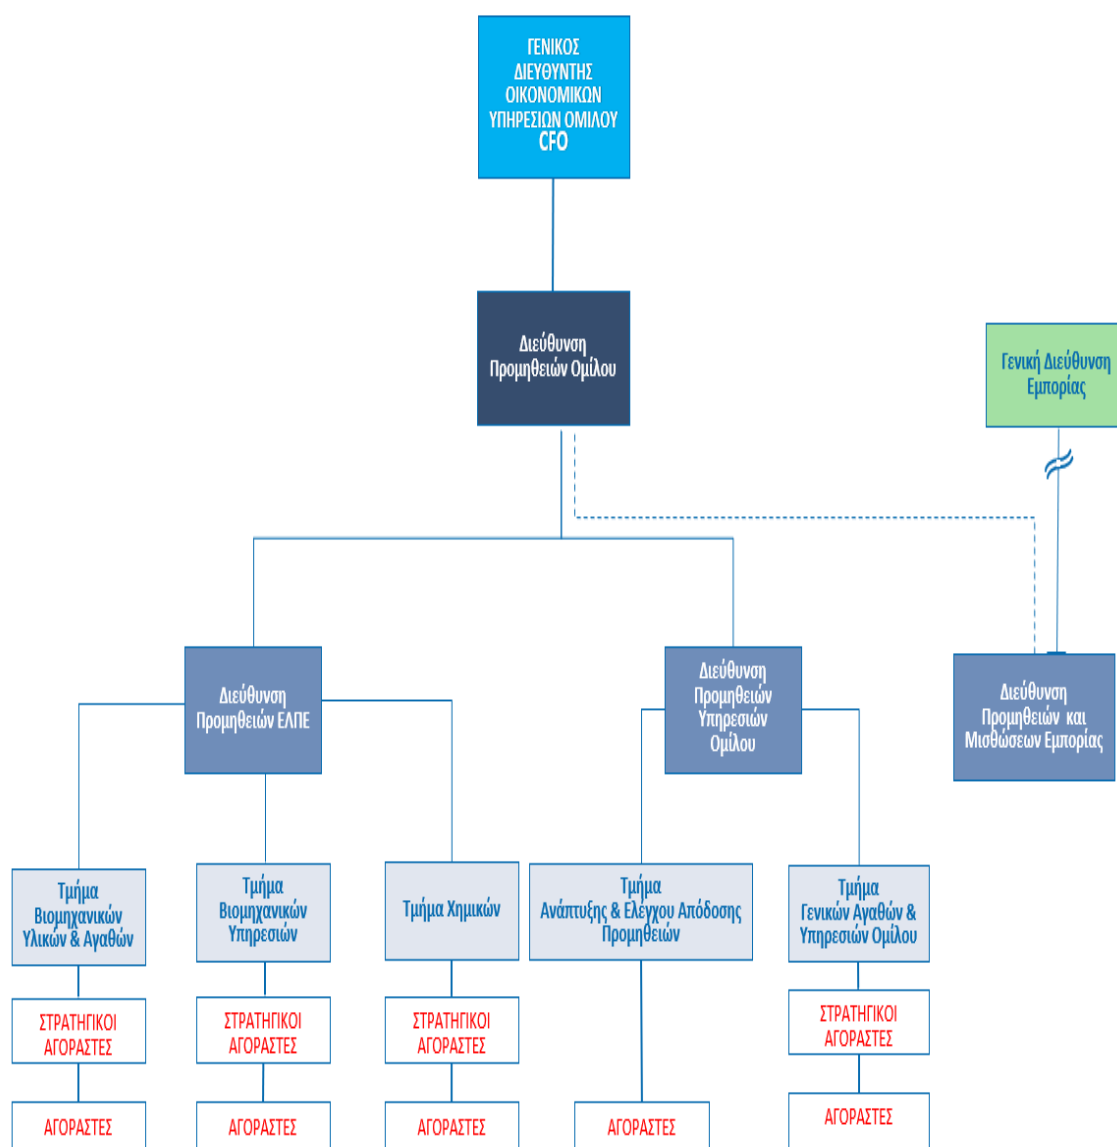 ΓΕΝΙΚΟΣ
ΔΙΕΥΘΥΝΤΗΣ
ΟΙΚΟΝΟΜΙΚΩΝ
ΥΠΗΡΕΣΙΩΝ ΟΜΙΛΟΥ
CFO
Διεύθυνση
Προμηθειών Ομίλου
Γενική Διεύθυνση
Εμπορίας
Διεύθυνση
Προμηθειών ΕΛΠΕ
Διεύθυνση
Προμηθειών
Υπηρεσιών
Ομίλου
Διεύθυνση
Προμηθειών και
Μισθώσεων Εμπορίας
Τμήμα
Βιομηχανικών
Υλικών & Αγαθών
Τμήμα
Βιομηχανικών
Υπηρεσιών
Τμήμα Χημικών
Τμήμα
Ανάπτυξης & Ελέγχου Απόδοσης
Προμηθειών
Τμήμα
Γενικών Αγαθών &
Υπηρεσιών Ομίλου
ΣΤΡΑΤΗΓΙΚΟΙ
ΑΓΟΡΑΣΤΕΣ
ΣΤΡΑΤΗΓΙΚΟΙ
ΑΓΟΡΑΣΤΕΣ
ΣΤΡΑΤΗΓΙΚΟΙ
ΑΓΟΡΑΣΤΕΣ
ΣΤΡΑΤΗΓΙΚΟΙ
ΑΓΟΡΑΣΤΕΣ
ΑΓΟΡΑΣΤΕΣ
ΑΓΟΡΑΣΤΕΣ
ΑΓΟΡΑΣΤΕΣ
ΑΓΟΡΑΣΤΕΣ
ΑΓΟΡΑΣΤΕΣ